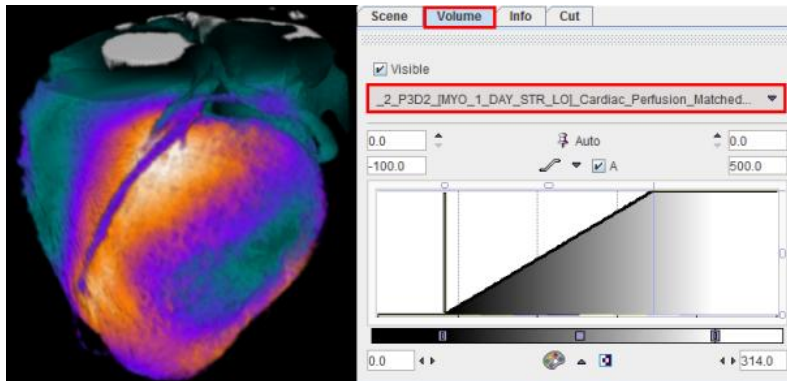 Scene Volume Info Cut
Visible
_2_P3D2_[MYO_1_DAY_STR_LO]_Cardiac_Perfusion_Matched...
0.0 Auto 0.0
-100.0 A 500.0
0.0 314.0